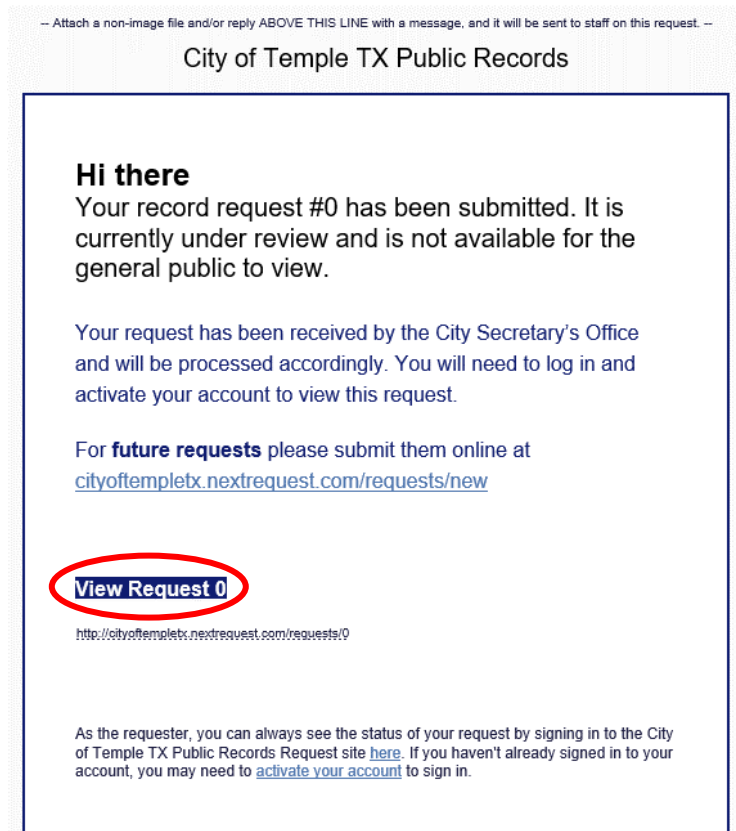 -- Attach a non-image file and/or reply ABOVE THIS LINE with a message, and it will be sent to staff on this request. --
City of Temple TX Public Records
Hi there
Your record request #0 has been submitted. It is
currently under review and is not available for the
general public to view.
Your request has been received by the City Secretary’s Office
and will be processed accordingly. You will need to log in and
activate your account to view this request.
For future requests please submit them online at
cityoftempletx.nextrequest.com/requests/new
View Request 0
http://cityoftempletx.nextrequest.com/requests/0
As the requester, you can always see the status of your request by signing in to the City
of Temple TX Public Records Request site here. If you haven't already signed in to your
account, you may need to activate your account to sign in.